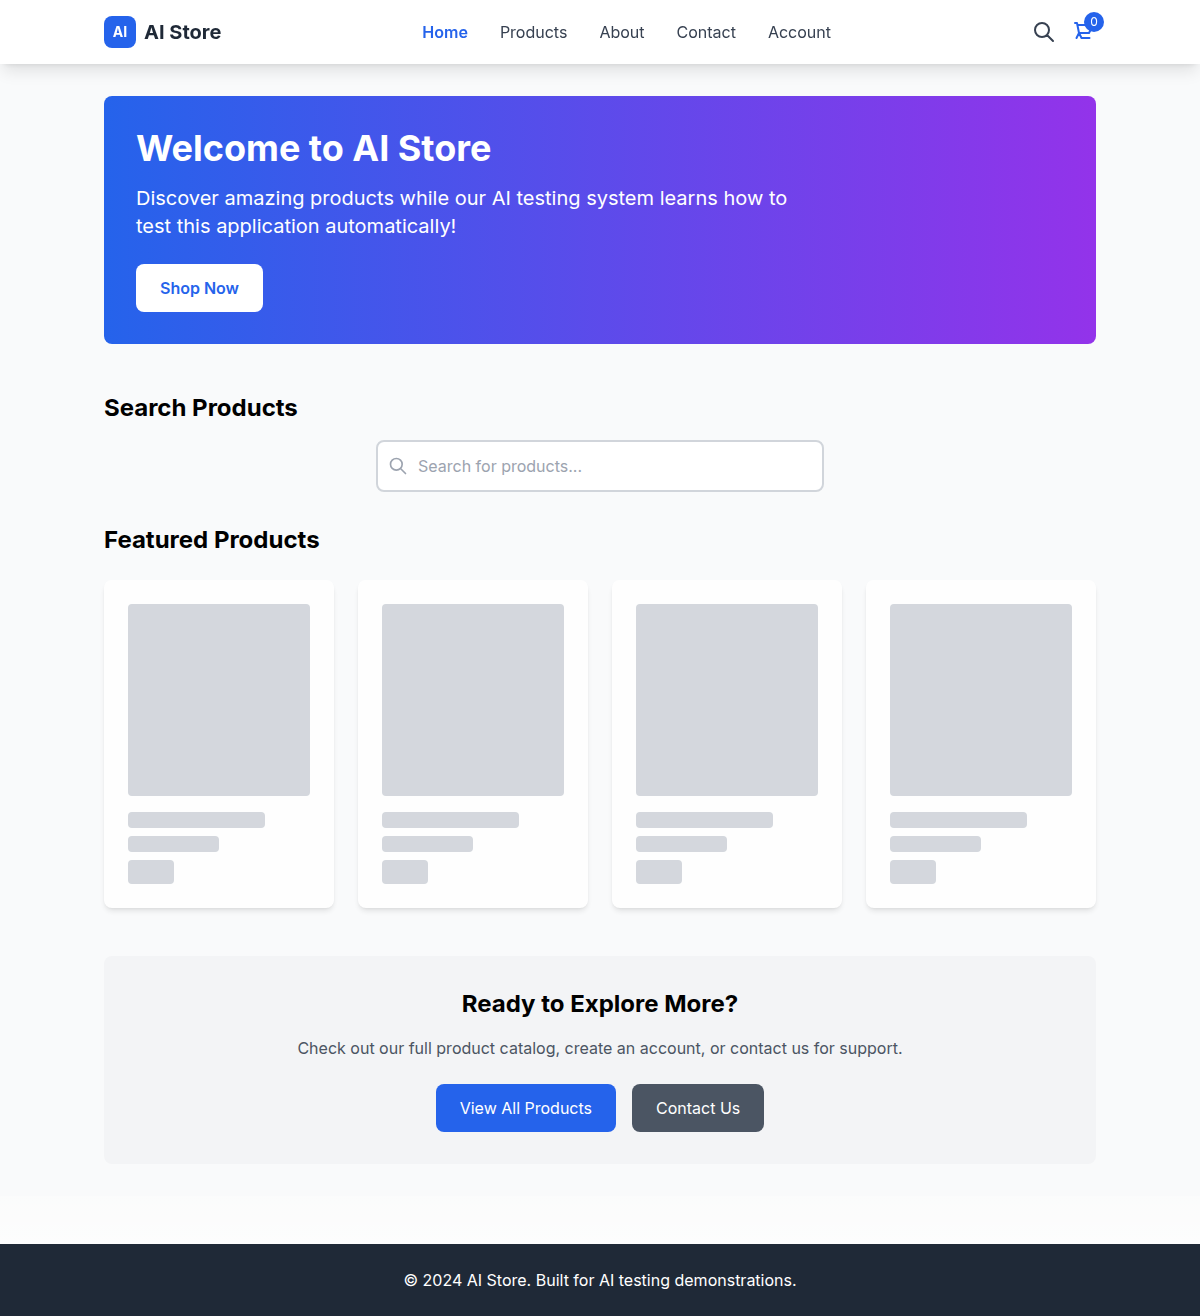 AI AI Store
Home Products About Contact Account
0
Welcome to AI Store
Discover amazing products while our AI testing system learns how to
test this application automatically!
Shop Now
Search Products
Search for products...
Featured Products
Ready to Explore More?
Check out our full product catalog, create an account, or contact us for support.
View All Products Contact Us
© 2024 AI Store. Built for AI testing demonstrations.